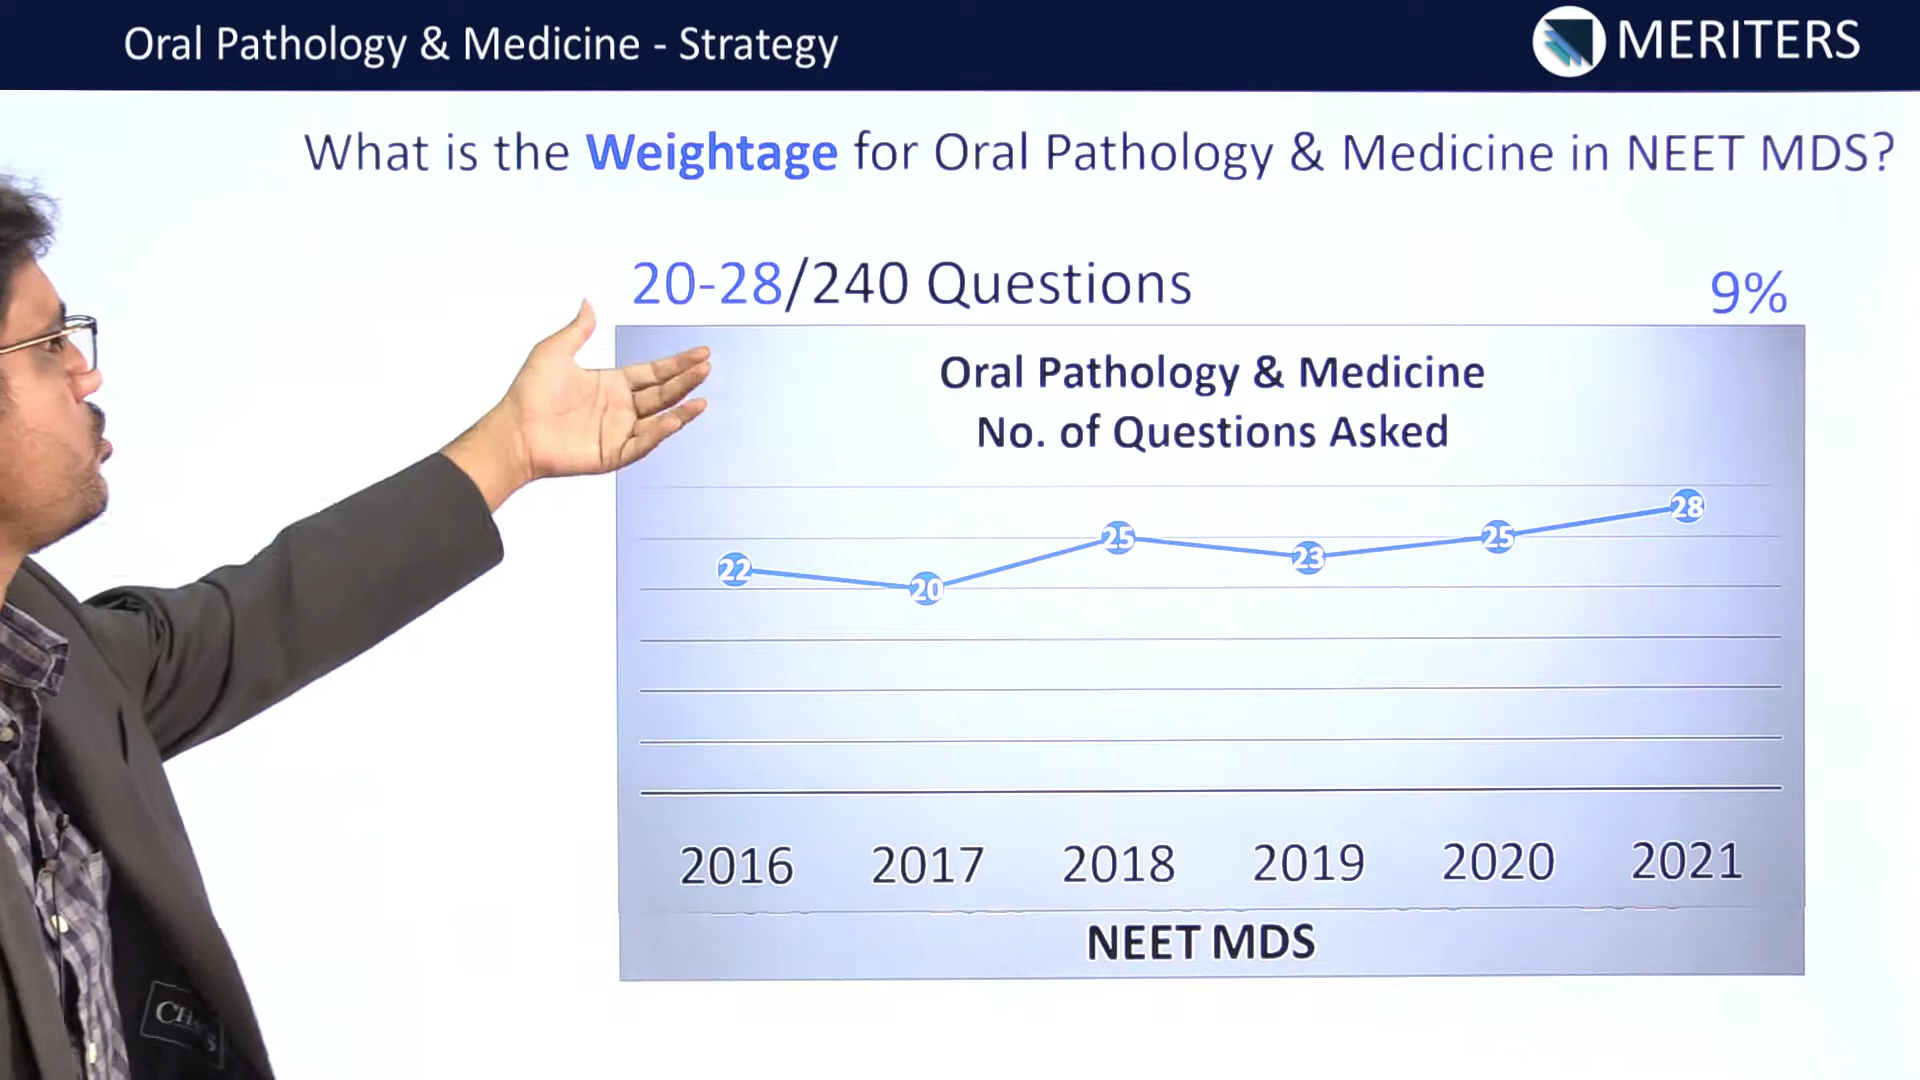 Oral Pathology & Medicine - Strategy
MERITERS
What is the Weightage for Oral Pathology & Medicine in NEET MDS?
20-28/240 Questions
9%
Oral Pathology & Medicine
No. of Questions Asked
22
20
25
23
25
28
2016
2017
2018
2019
2020
2021
NEET MDS